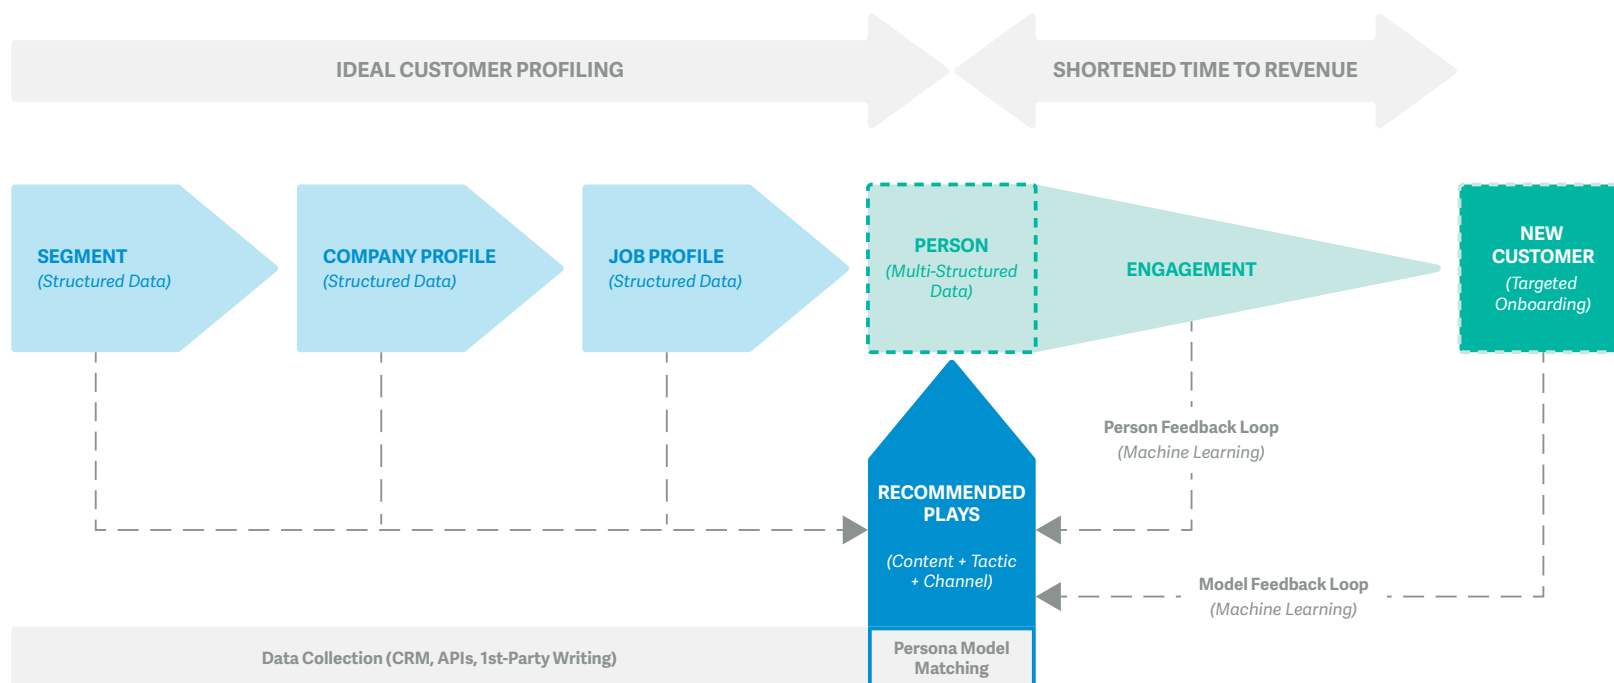 IDEAL CUSTOMER PROFILING
SHORTENED TIME TO REVENUE
SEGMENT
(Structured Data)
COMPANY PROFILE
(Structured Data)
JOB PROFILE
(Structured Data)
PERSON
(Multi-Structured
Data)
ENGAGEMENT
NEW
CUSTOMER
(Targeted
Onboarding)
Person Feedback Loop
(Machine Learning)
RECOMMENDED
PLAYS
(Content + Tactic
+ Channel)
Model Feedback Loop
(Machine Learning)
Data Collection (CRM, APIs, 1st-Party Writing)
Persona Model
Matching